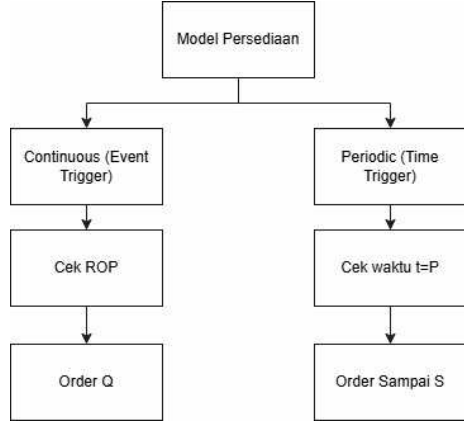 Model Persediaan
Continuous (Event
Trigger)
Periodic (Time
Trigger)
Cek ROP
Cek waktu t=P
Order Q
Order Sampai S